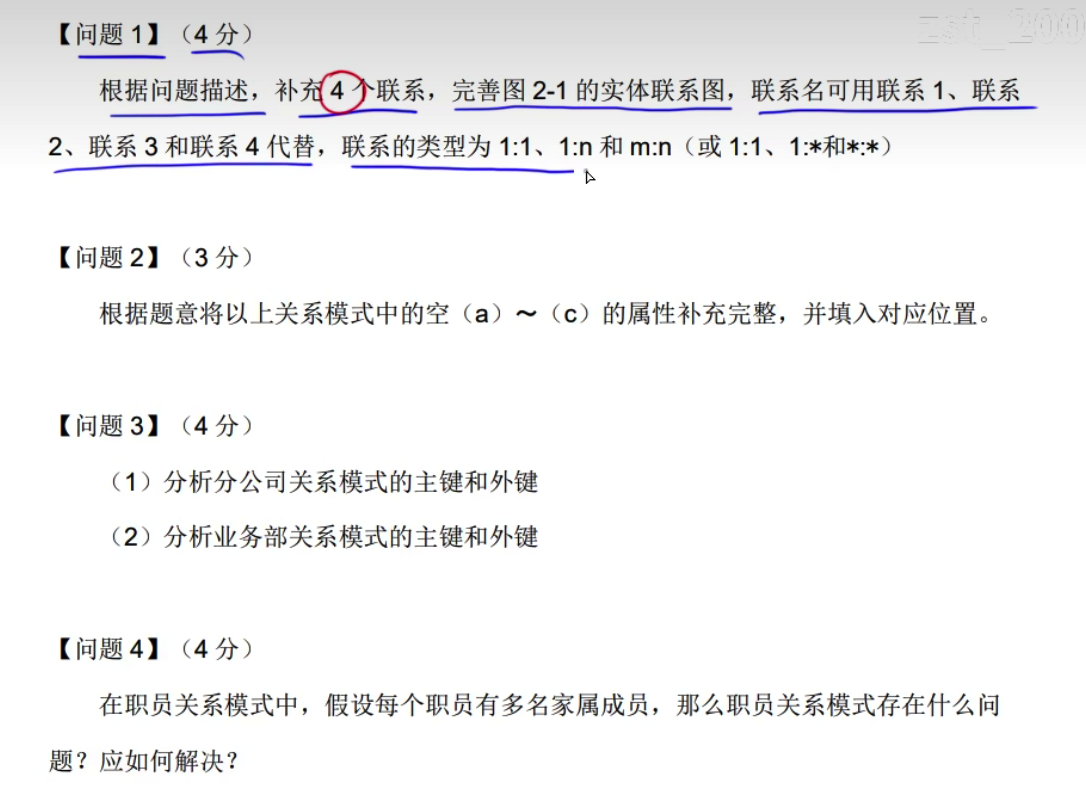 zst_200
【问题 1】（4 分）
根据问题描述，补充 4 个联系，完善图 2-1 的实体联系图，联系名可用联系 1、联系
2、联系 3 和联系 4 代替，联系的类型为 1:1、1:n 和 m:n（或 1:1、1:*和*:*）
【问题 2】（3 分）
根据题意将以上关系模式中的空（a）～（c）的属性补充完整，并填入对应位置。
【问题 3】（4 分）
（1）分析分公司关系模式的主键和外键
（2）分析业务部关系模式的主键和外键
【问题 4】（4 分）
在职员关系模式中，假设每个职员有多名家属成员，那么职员关系模式存在什么问
题？应如何解决？